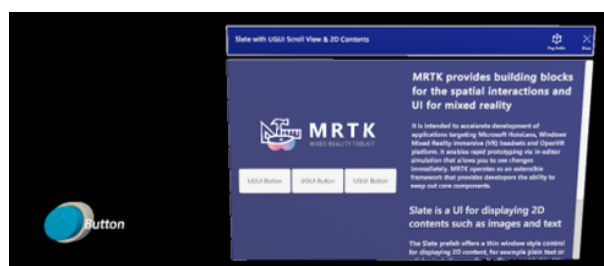 Slate with UGUI Scroll View & 2D Contents
MRTK provides building blocks
for the spatial interactions and
UI for mixed reality
It is intended to accelerate development of
applications targeting Microsoft HoloLens, Windows
Mixed Reality immersive (VR) headsets and OpenVR
platform. It enables rapid prototyping via in-editor
simulation that allows you to see changes
immediately. MRTK operates as an extensible
framework that provides developers the ability to
swap out core components.
MRTK
MIXED REALITY TOOLKIT
UGUI Button
UGUI Button
UGUI Button
Slate is a UI for displaying 2D
contents such as images and text
The Slate prefab offers a thin window style control
for displaying 2D content, for example plain text or
Button